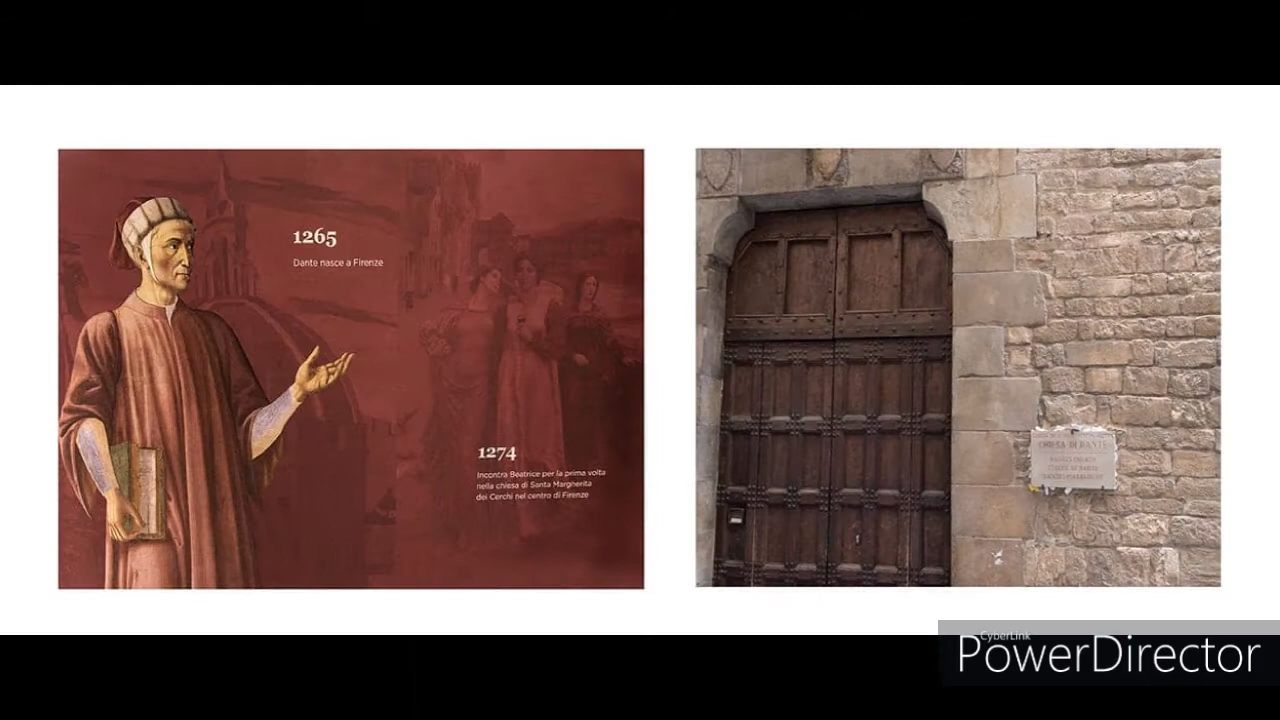 1265
Dante nasce a Firenze
1274
Incontra Beatrice per la prima volta
nella chiesa di Santa Margherita
dei Cerchi nel centro di Firenze
CHIESA DI DANTE
CyberLink
PowerDirector